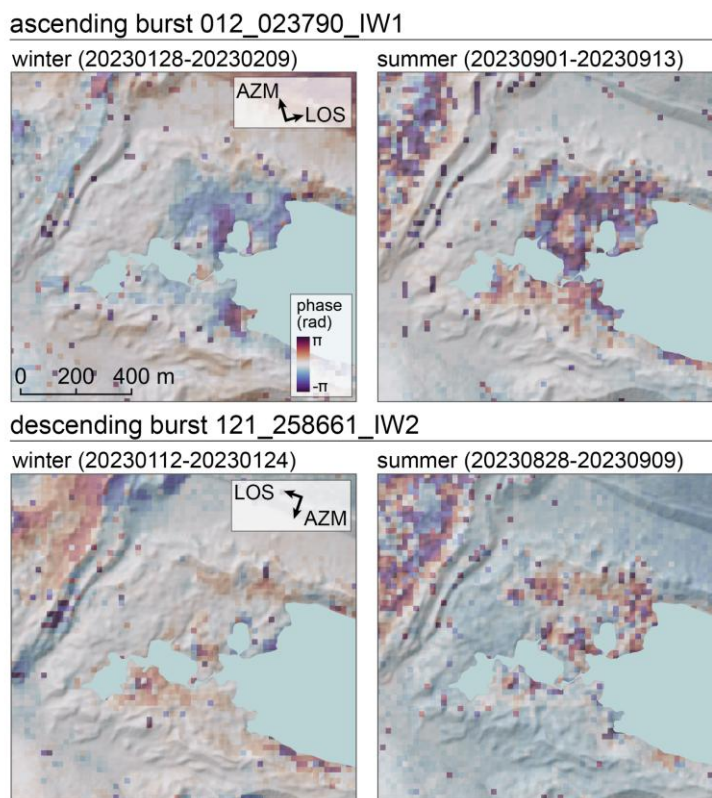 ascending burst 012_023790_IW1
winter (20230128-20230209)
summer (20230901-20230913)
AZM
LOS
phase
(rad)
π
-π
0 200 400 m
descending burst 121_258661_IW2
winter (20230112-20230124)
summer (20230828-20230909)
LOS
AZM